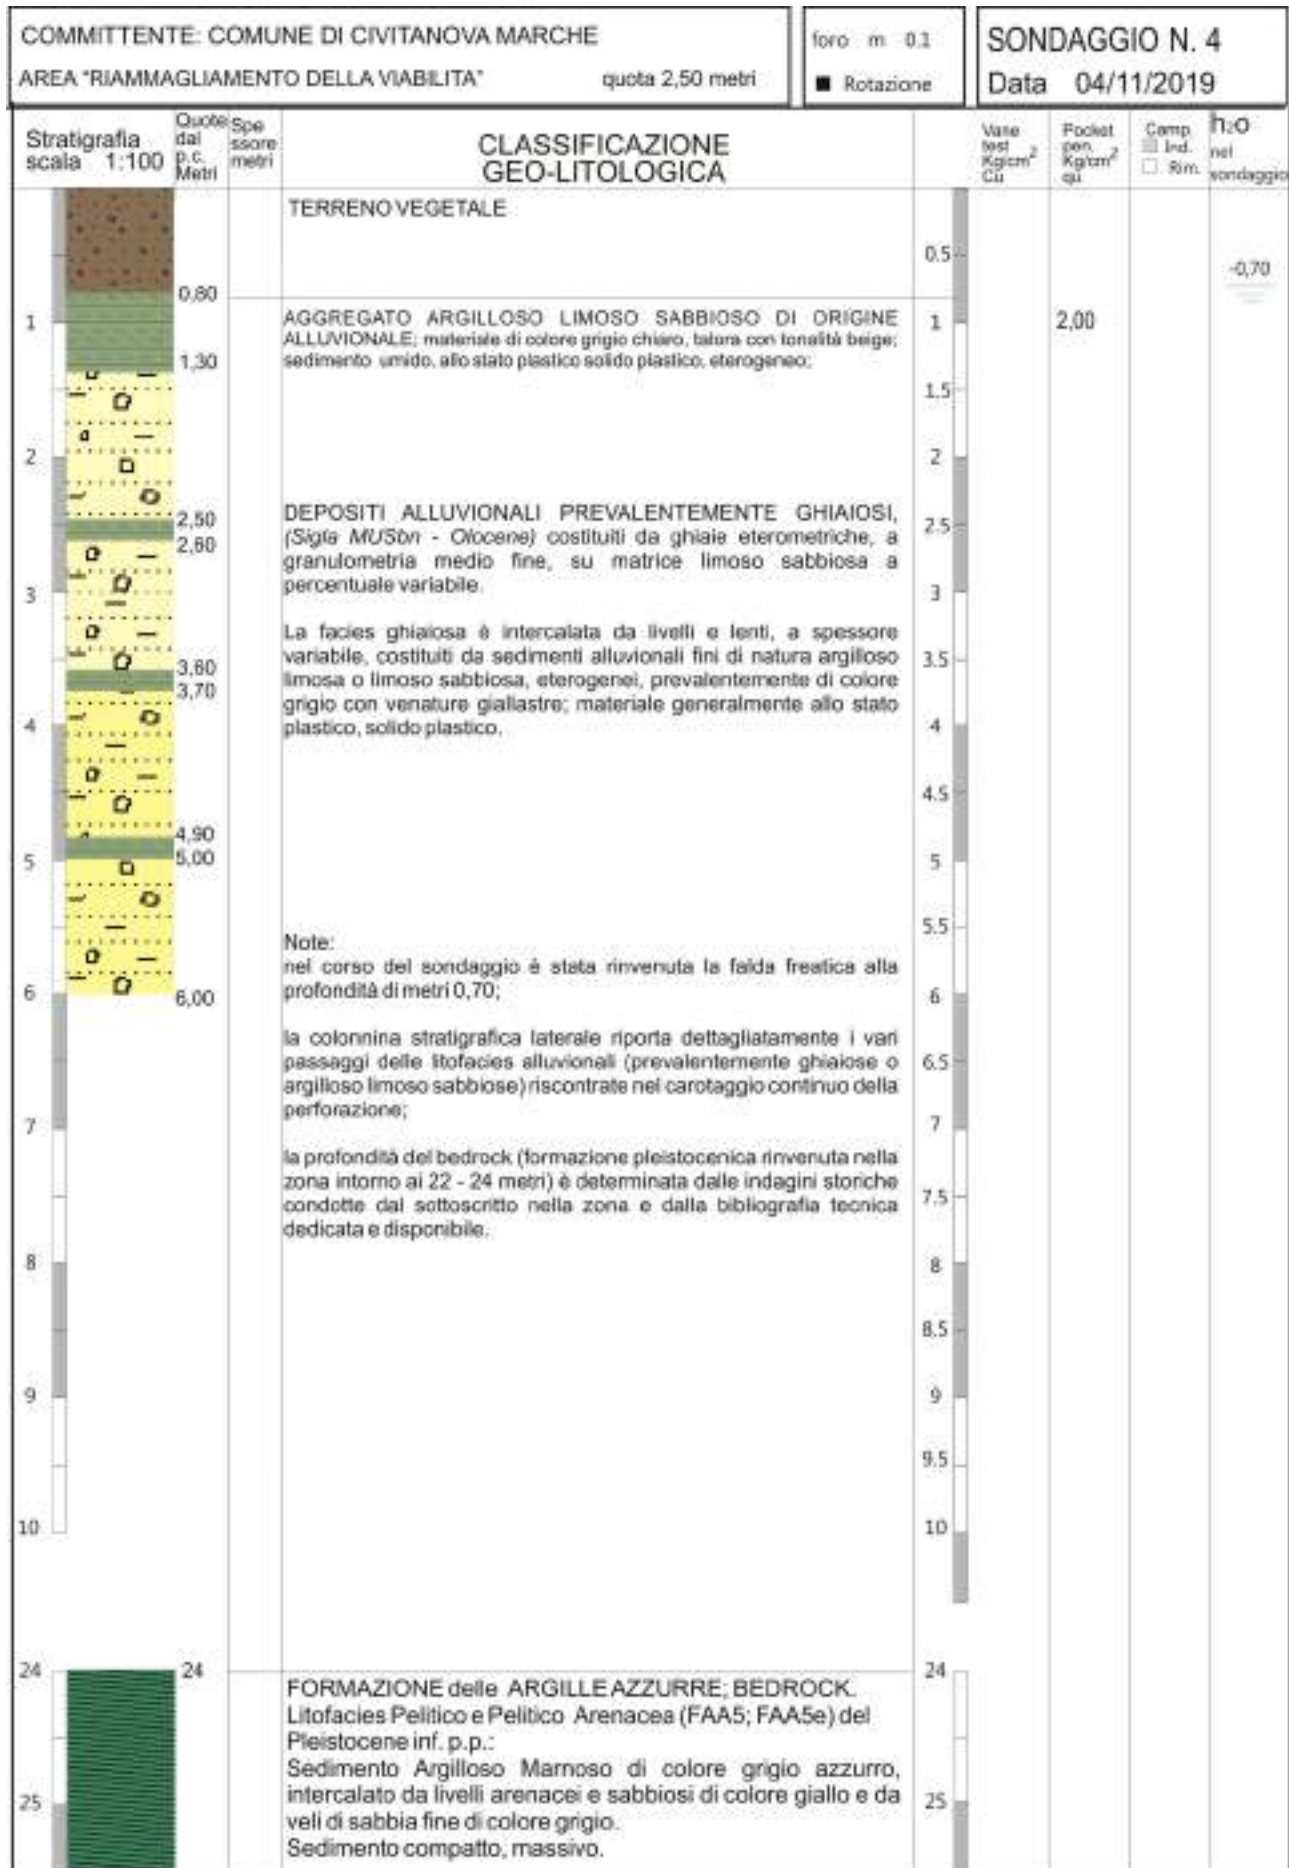 COMMITTENTE: COMUNE DI CIVITANOVA MARCHE
AREA "RIAMMAGLIAMENTO DELLA VIABILITA" quota 2,50 metri
foro m 0.1
Rotazione
SONDAGGIO N. 4
Data 04/11/2019
Stratigrafia
scala 1:100
Quote
dal
p.c.
Metri
Spe
ssore
metri
CLASSIFICAZIONE
GEO-LITOLOGICA
Vane
test
Kg/cm2
Cu
Pocket
pen.
Kg/cm2
qu
Camp.
Ind.
Rim.
h2o
nel
sondaggio
TERRENO VEGETALE
0.5
-0,70
0,80
1
AGGREGATO ARGILLOSO LIMOSO SABBIOSO DI ORIGINE
ALLUVIONALE; materiale di colore grigio chiaro, talora con tonalità beige;
sedimento umido, allo stato plastico solido plastico, eterogeneo;
1
2,00
1,30
1.5
2
2
2,50
2,60
DEPOSITI ALLUVIONALI PREVALENTEMENTE GHIAIOSI,
(Sigla MUSbn - Olocene) costituiti da ghiaie eterometriche, a
granulometria medio fine, su matrice limoso sabbiosa a
percentuale variabile.
2.5
3
3
La facies ghiaiosa è intercalata da livelli e lenti, a spessore
variabile, costituiti da sedimenti alluvionali fini di natura argilloso
limosa o limoso sabbiosa, eterogenei, prevalentemente di colore
grigio con venature giallastre; materiale generalmente allo stato
plastico, solido plastico.
3,60
3,70
3.5
4
4
4.5
4,90
5,00
5
5
5.5
Note:
nel corso del sondaggio è stata rinvenuta la falda freatica alla
profondità di metri 0,70;
6
6,00
6
la colonnina stratigrafica laterale riporta dettagliatamente i vari
passaggi delle litofacies alluvionali (prevalentemente ghiaiose o
argilloso limoso sabbiose) riscontrate nel carotaggio continuo della
perforazione;
6.5
7
7
la profondità del bedrock (formazione pleistocenica rinvenuta nella
zona intorno ai 22 - 24 metri) è determinata dalle indagini storiche
condotte dal sottoscritto nella zona e dalla bibliografia tecnica
dedicata e disponibile.
7.5
8
8
8.5
9
9
9.5
10
10
24
24
24
FORMAZIONE delle ARGILLE AZZURRE; BEDROCK.
Litofacies Pelitico e Pelitico Arenacea (FAA5; FAA5e) del
Pleistocene inf. p.p.:
Sedimento Argilloso Marnoso di colore grigio azzurro,
intercalato da livelli arenacei e sabbiosi di colore giallo e da
veli di sabbia fine di colore grigio.
Sedimento compatto, massivo.
25
25